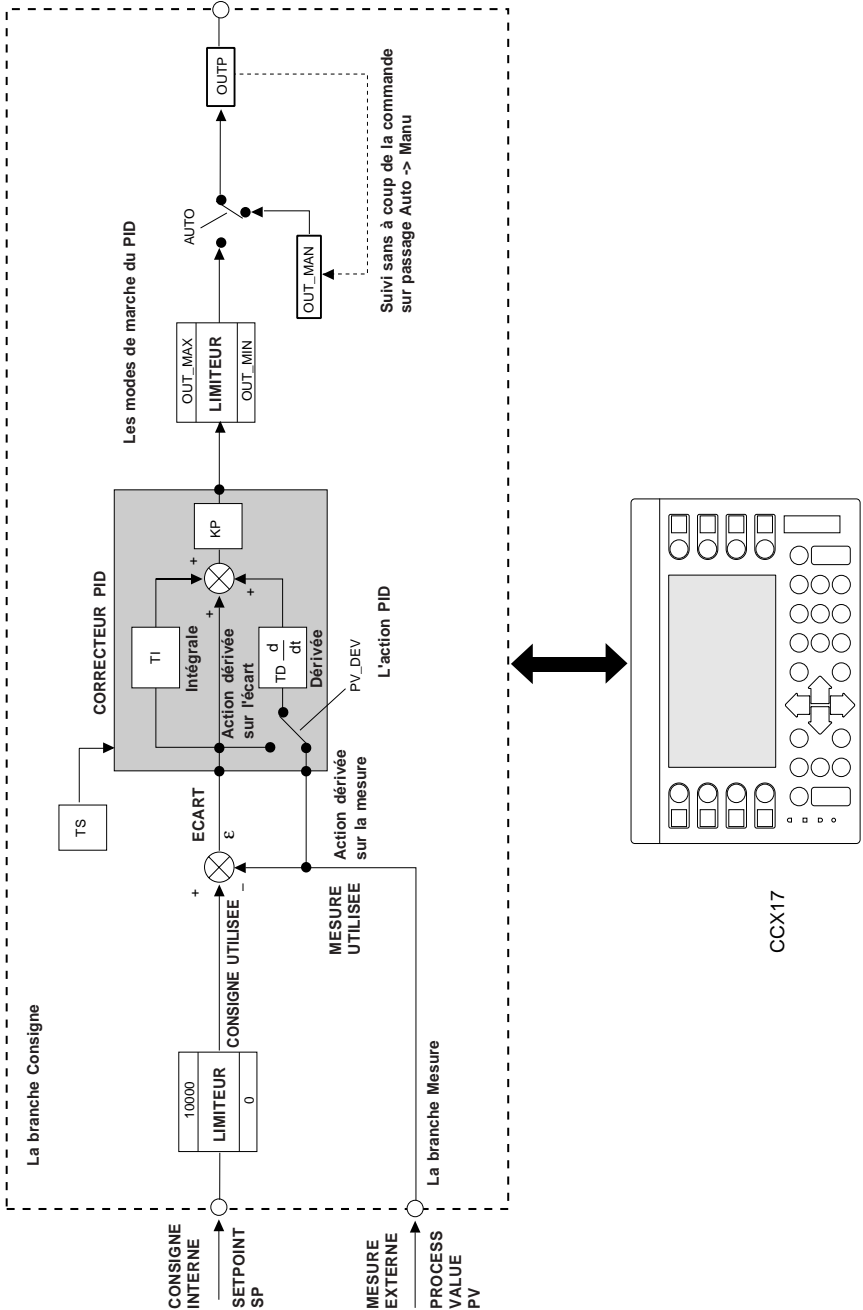 La branche Consigne
CONSIGNE
INTERNE
SETPOINT
SP
10000
LIMITEUR
0
CONSIGNE UTILISEE
+
_
ECART
ε
MESURE
UTILISEE
MESURE
EXTERNE
PROCESS
VALUE
PV
La branche Mesure
Action dérivée
sur la mesure
TS
CORRECTEUR PID
TI
Intégrale
Action dérivée
sur l'écart
TD d
dt
Dérivée
+
+
+
KP
PV_DEV
L'action PID
Les modes de marche du PID
OUT_MAX
LIMITEUR
OUT_MIN
AUTO
OUT_MAN
OUTP
Suivi sans à coup de la commande
sur passage Auto -> Manu
CCX17